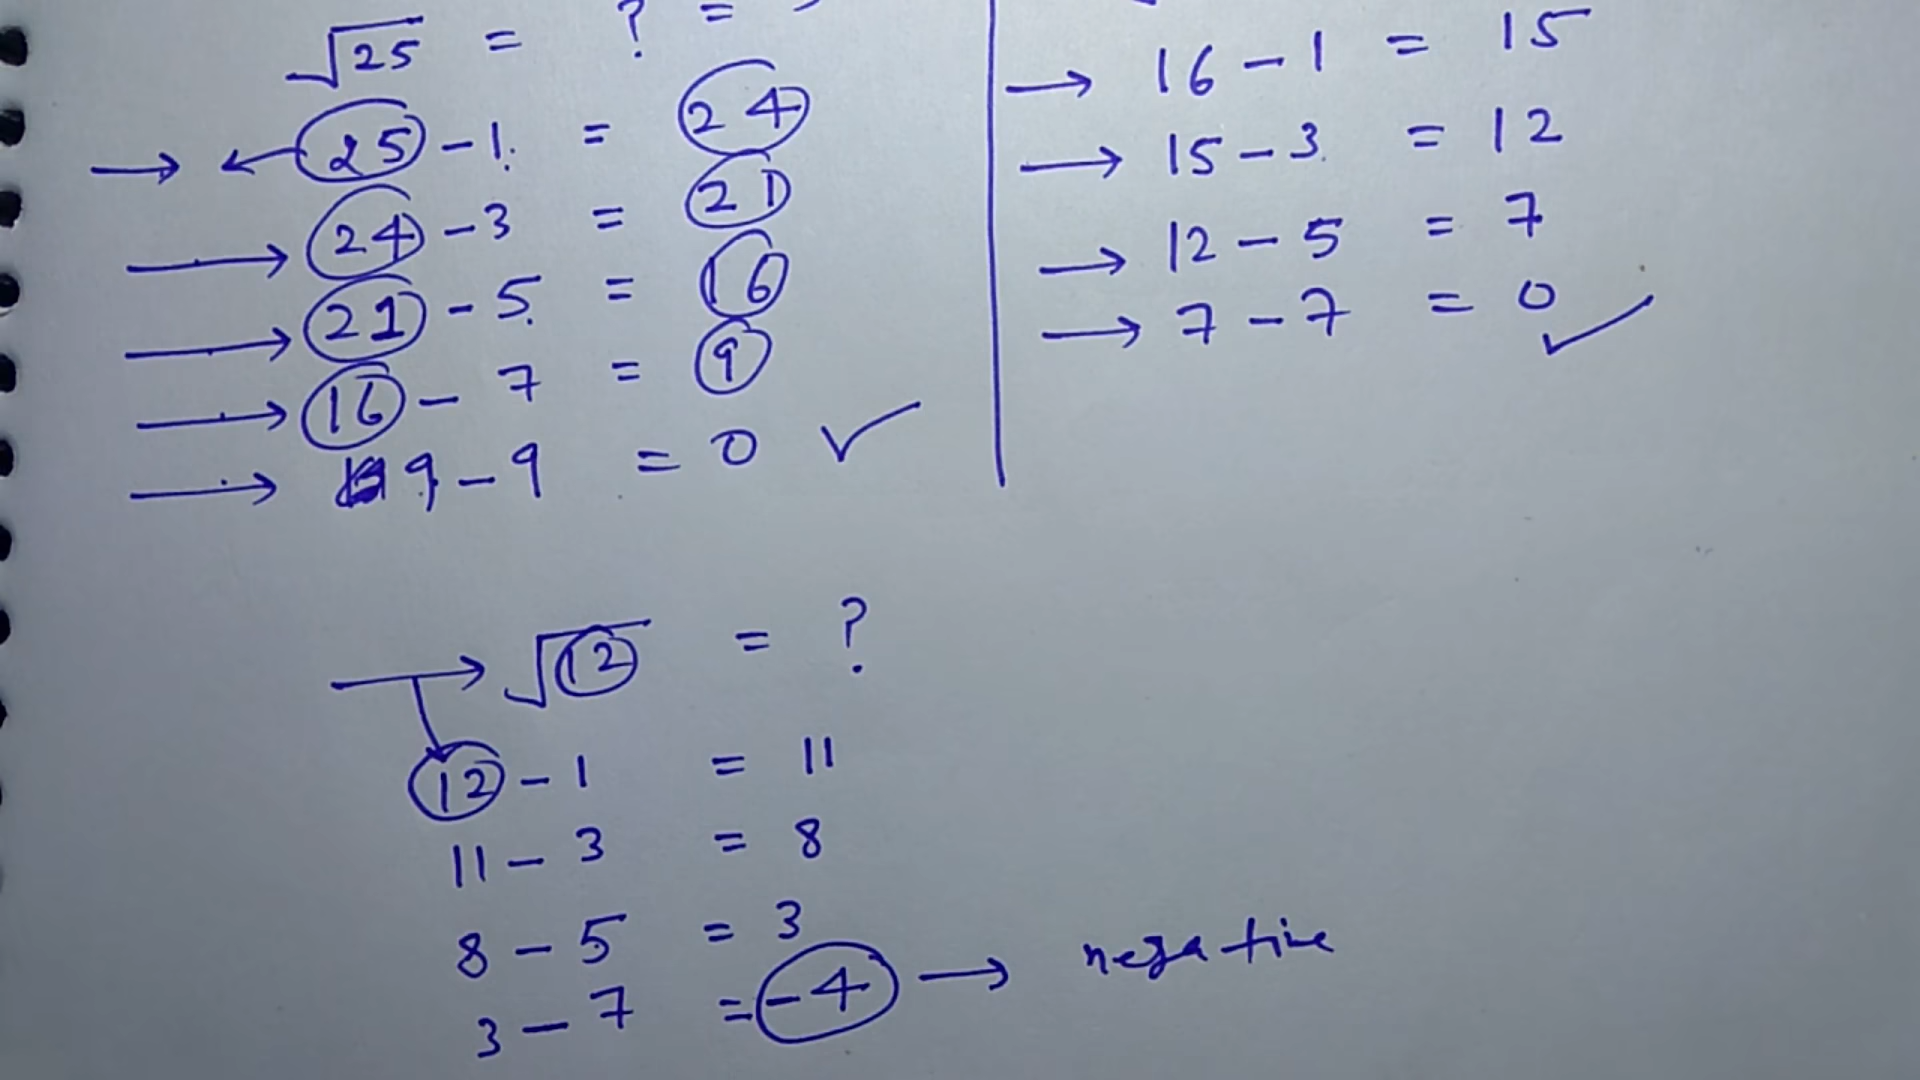 √25 = ? =
25 - 1 = 24
24 - 3 = 21
21 - 5 = 16
16 - 7 = 9
9 - 9 = 0 ✓
16 - 1 = 15
15 - 3 = 12
12 - 5 = 7
7 - 7 = 0 ✓
√12 = ?
12 - 1 = 11
11 - 3 = 8
8 - 5 = 3
3 - 7 = -4 → negative